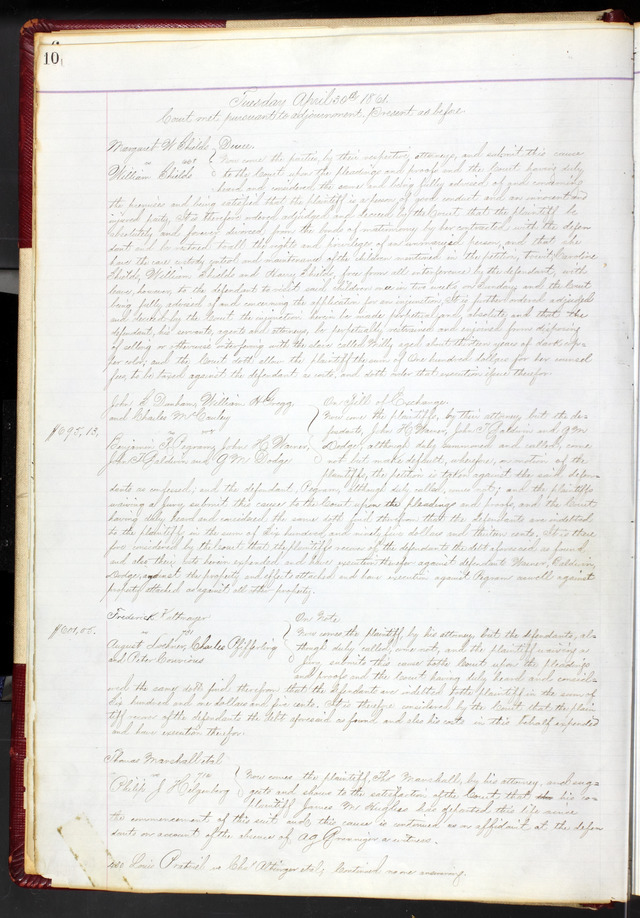 10
Tuesday April 30th 1861
Court met pursuant to adjournment, Present as before
Margaret W Shields
vs
William Shields
Divorce.
Now come the parties, by their respective attorneys, and submit this cause
to the Court upon the pleadings and proofs and the Court having duly
heard and considered the same and being fully advised of and concerning
the premises and being satisfied that the plaintiff is a person of good conduct and an innocent and
injured party, It is therefore ordered adjudged and decreed by the Court that the plaintiff be
absolutely and forever divorced from the bonds of matrimony by her contracted with the defen
dant and be restored to all the rights and privileges of an unmarried person, and that she
have the care custody control and maintenance of the children mentioned in the petition, Caroline
Shields, William Shields and Harry Shields, free from all interference by the defendant, with
leave, however, to the defendant to visit said children once in two weeks on Sunday and the Court
being fully advised of and concerning the application for an injunction, It is further ordered adjudged
and decreed by the Court the injunction herein be made perpetual and absolute and that the
defendant, his servants, agents and attorneys, be perpetually restrained and enjoined from disposing
of selling or otherwise interfering with the slave called Milly aged about thirteen years of dark cop-
per color; and the Court doth allow the plaintiff the sum of One hundred dollars for her counsel
fees, to be taxed against the defendant as costs, and doth order that execution issue therefor
John S Dunham, William H Gregg
and Charles McCauley
vs
Benjamin R Pegram, John H Weaver,
John T Galdwin and G M Dodge
$695.13.
On Bill of Exchange.
Now come the plaintiffs, by their attorney, but the de-
fendants, John H Weaver, John T Galdwin and G M
Dodge, although duly summoned and called, come
not but make default, wherefore, on motion of the
plaintiffs, the petition is taken against the said defen-
dants as confessed; and the defendant, Pegram, although duly called, comes not; and the plaintiffs
waiving a jury, submit this cause to the Court upon the pleadings and proofs, and the Court
having duly heard and considered the same doth find therefrom that the defendants are indebted
to the plaintiffs in the sum of Six hundred and ninety five dollars and thirteen cents. It is there
fore considered by the Court that the plaintiffs recover of the defendants the debt aforesaid as found,
and also their costs herein expended and have execution therefor against defendant Weaver, Galdwin,
Dodge, against the property and effects attached and have execution against Pegram as well against
property attached as against all other property.
Frederick Kottnager
vs
August Lochner, Charles Pfifferling
and Peter
$601.05.
On Note
Now comes the plaintiff, by his attorney but the defendants, al-
though duly called, come not, and the plaintiff waiving a
jury, submits this cause to the Court upon the pleadings
and proofs and the Court having duly heard and consid-
ered the same doth find therefrom that the defendant are indebted to the plaintiff in the sum of
Six hundred and one dollars and five cents. It is therefore considered by the Court that the plain
tiff recover of the defendants the debt aforesaid as found and also his costs in this behalf expended
and have execution therefor.
Thomas Marshall et al
vs
Philip J Helgenberg
Now comes the plaintiff, Thos Marshall, by his attorney, and sug-
gests and shows to the satisfaction of the Court that his co-
plaintiff James M Hughes has departed this life since
the commencement of this suit and this cause is continued as on affidavit at the defen
dants on account of the absence of A G a witness.
Louis vs Chas et al; Continued same evening.